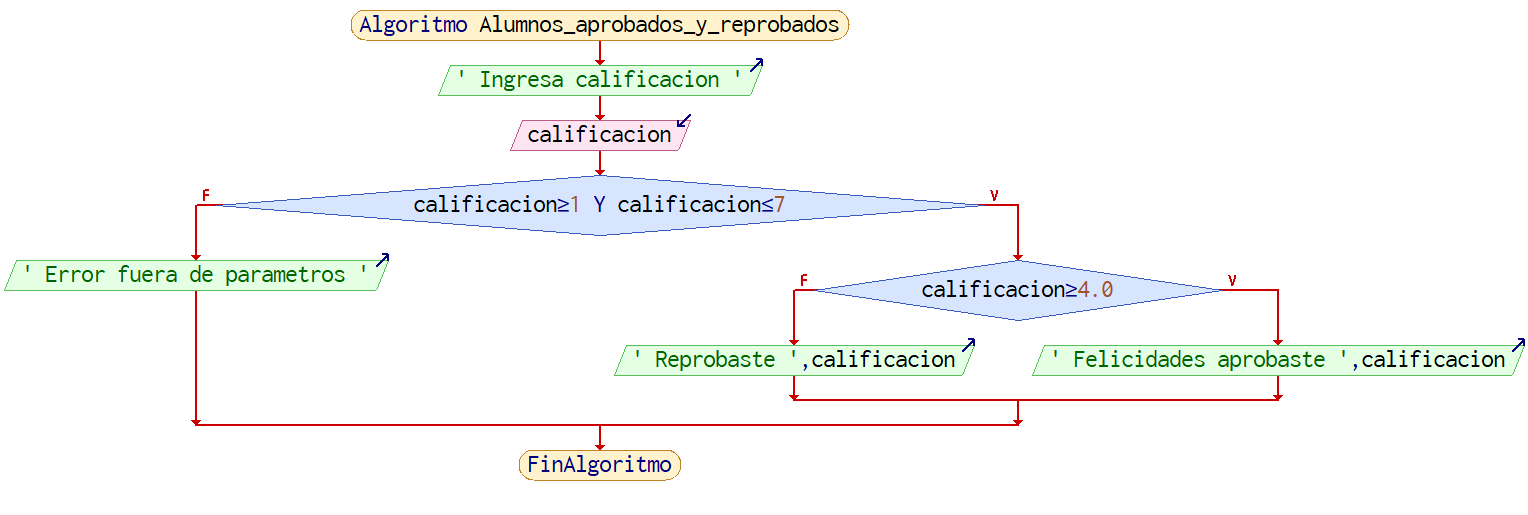 Algoritmo Alumnos_aprobados_y_reprobados
' Ingresa calificacion '
calificacion
F
calificacion≥1 Y calificacion≤7
V
' Error fuera de parametros '
F
calificacion≥4.0
V
' Reprobaste ',calificacion
' Felicidades aprobaste ',calificacion
FinAlgoritmo